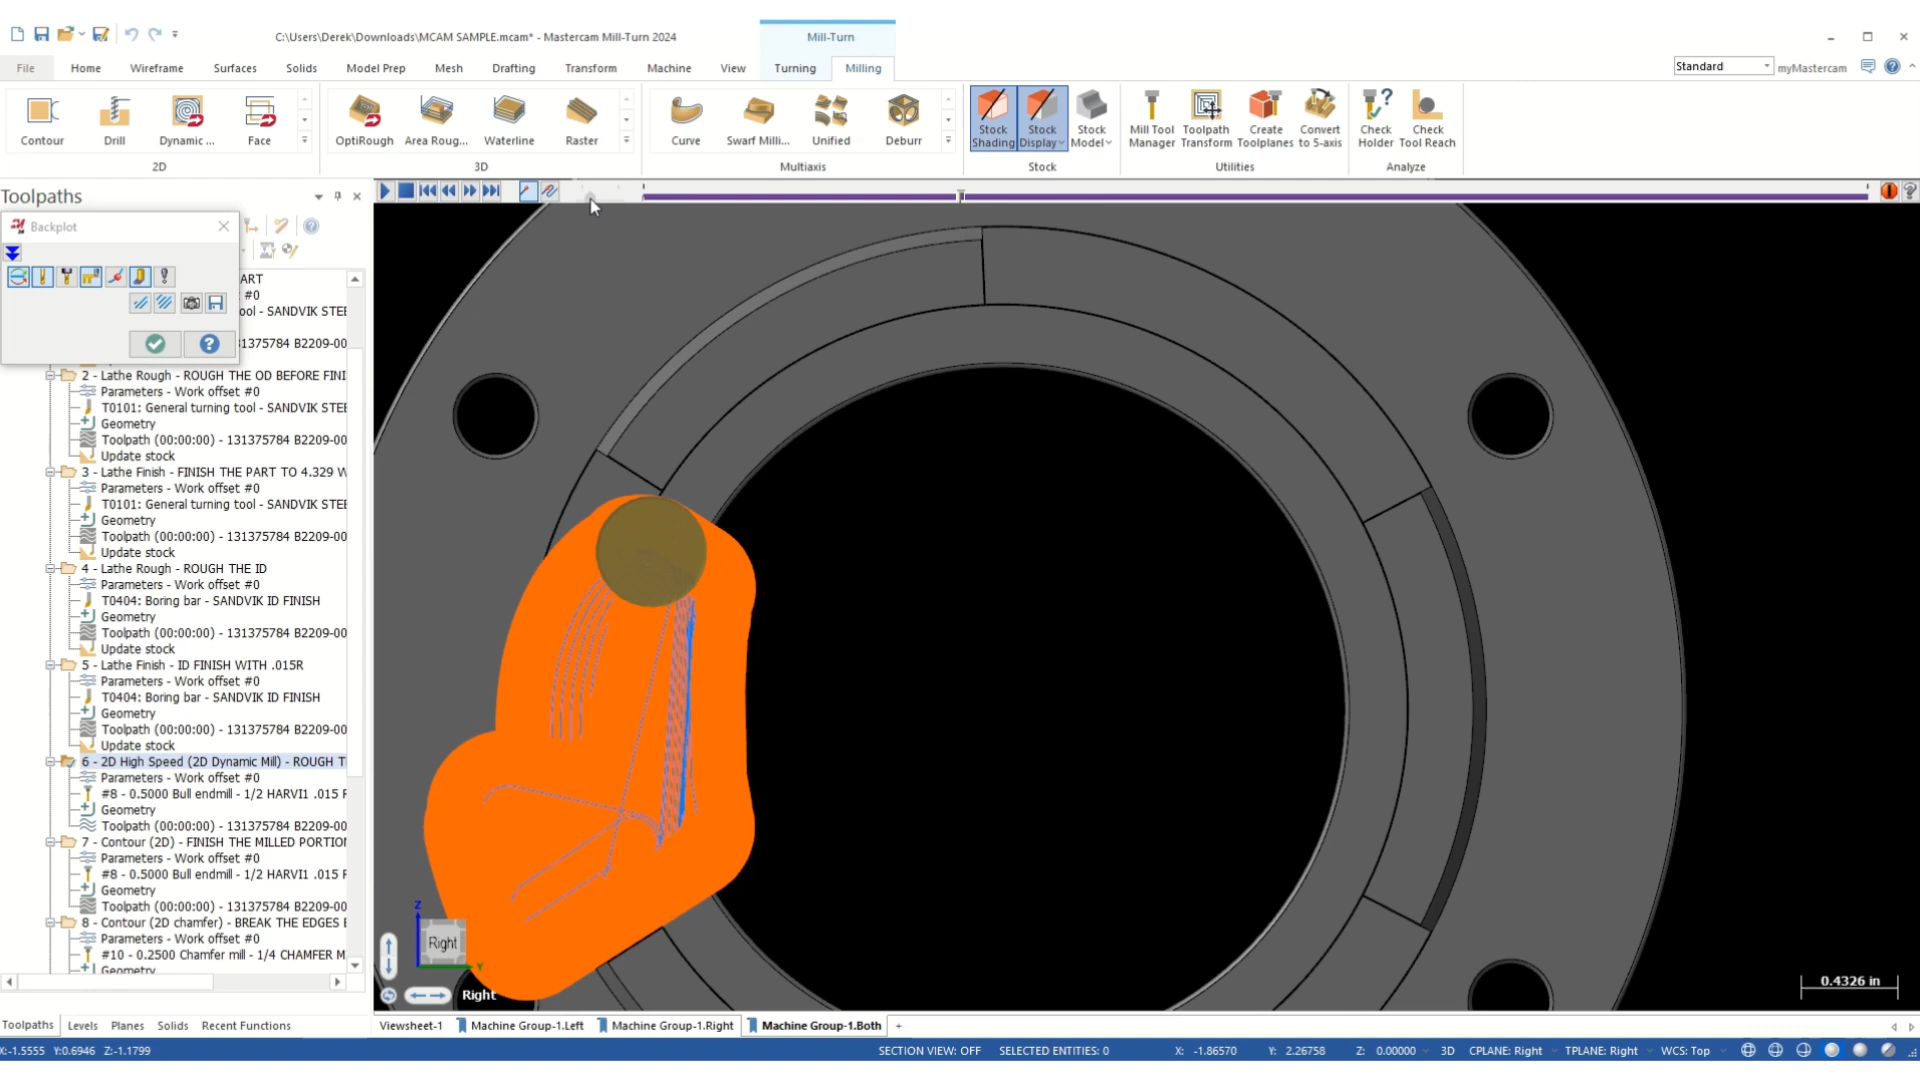 C:\Users\Derek\Downloads\MCAM SAMPLE.mcam* - Mastercam Mill-Turn 2024
Mill-Turn
File Home Wireframe Surfaces Solids Model Prep Mesh Drafting Transform Machine View Turning Milling
Standard
myMastercam
Contour Drill Dynamic ... Face
OptiRough Area Roug... Waterline Raster
Curve Swarf Milli... Unified Deburr
Stock Shading
Stock Display
Stock Model
Mill Tool Manager
Toolpath Transform
Create Toolplanes
Convert to 5-axis
Check Holder
Check Tool Reach
2D 3D Multiaxis Stock Utilities Analyze
Toolpaths
Backplot
ART
#0
ool - SANDVIK STEE
131375784 B2209-00
2 - Lathe Rough - ROUGH THE OD BEFORE FINI
Parameters - Work offset #0
T0101: General turning tool - SANDVIK STEE
Geometry
Toolpath (00:00:00) - 131375784 B2209-00
Update stock
3 - Lathe Finish - FINISH THE PART TO 4.329 W
Parameters - Work offset #0
T0101: General turning tool - SANDVIK STEE
Geometry
Toolpath (00:00:00) - 131375784 B2209-00
Update stock
4 - Lathe Rough - ROUGH THE ID
Parameters - Work offset #0
T0404: Boring bar - SANDVIK ID FINISH
Geometry
Toolpath (00:00:00) - 131375784 B2209-00
Update stock
5 - Lathe Finish - ID FINISH WITH .015R
Parameters - Work offset #0
T0404: Boring bar - SANDVIK ID FINISH
Geometry
Toolpath (00:00:00) - 131375784 B2209-00
Update stock
6 - 2D High Speed (2D Dynamic Mill) - ROUGH T
Parameters - Work offset #0
#8 - 0.5000 Bull endmill - 1/2 HARVI1 .015 F
Geometry
Toolpath (00:00:00) - 131375784 B2209-00
7 - Contour (2D) - FINISH THE MILLED PORTION
Parameters - Work offset #0
#8 - 0.5000 Bull endmill - 1/2 HARVI1 .015 F
Geometry
Toolpath (00:00:00) - 131375784 B2209-00
8 - Contour (2D chamfer) - BREAK THE EDGES E
Parameters - Work offset #0
#10 - 0.2500 Chamfer mill - 1/4 CHAMFER M
Geometry
Z
Right
Y
Right
0.4326 in
Toolpaths Levels Planes Solids Recent Functions
Viewsheet-1 Machine Group-1.Left Machine Group-1.Right Machine Group-1.Both +
X:-1.5555 Y:0.6946 Z:-1.1799
SECTION VIEW: OFF SELECTED ENTITIES: 0 X: -1.86570 Y: 2.26758 Z: 0.00000 3D CPLANE: Right TPLANE: Right WCS: Top